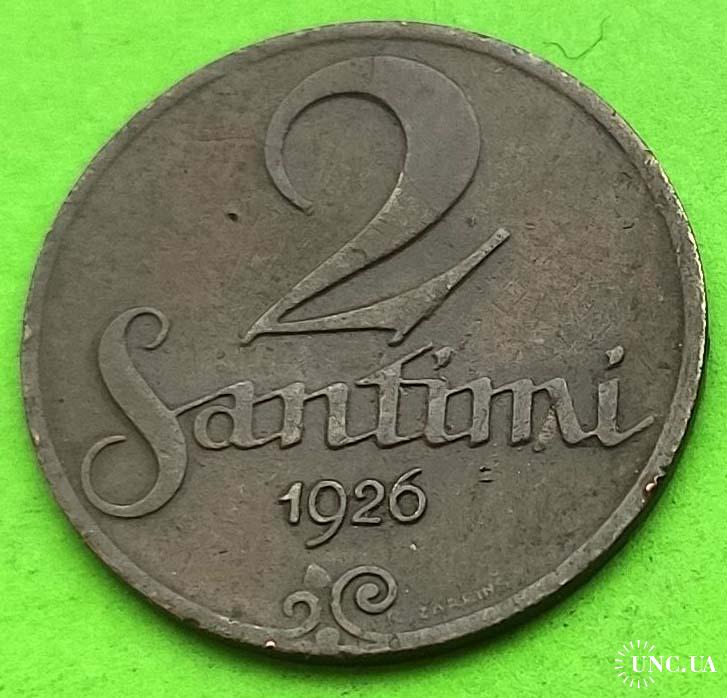 2
Santimi
1926
R. ZARRINŠ
UNC.UA